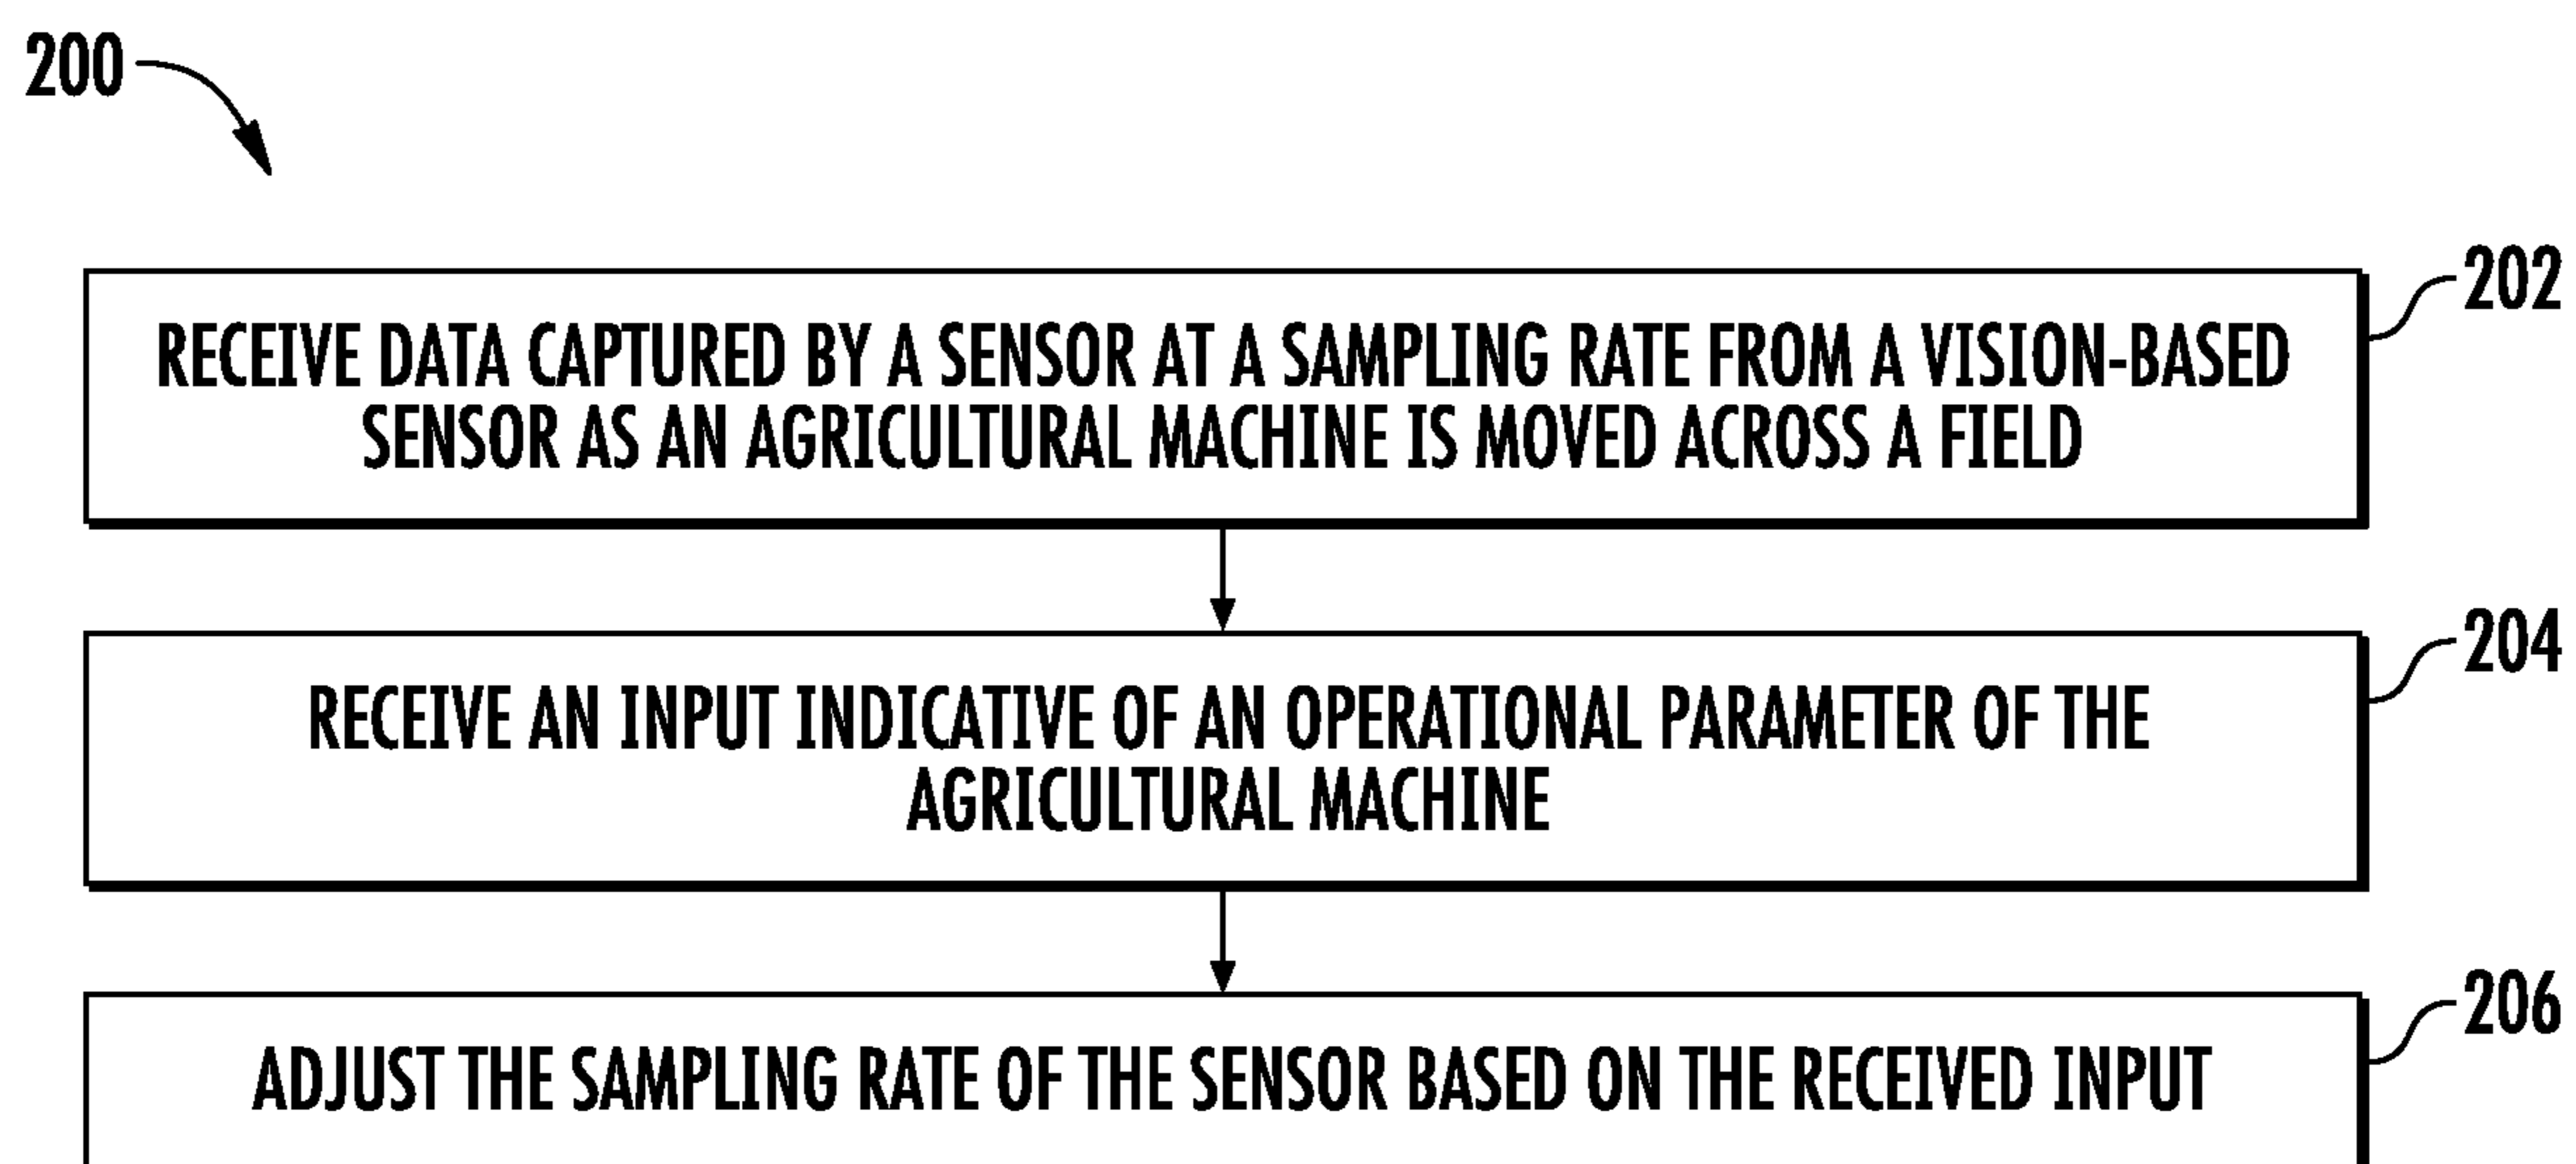 200
202
RECEIVE DATA CAPTURED BY A SENSOR AT A SAMPLING RATE FROM A VISION-BASED
SENSOR AS AN AGRICULTURAL MACHINE IS MOVED ACROSS A FIELD
204
RECEIVE AN INPUT INDICATIVE OF AN OPERATIONAL PARAMETER OF THE
AGRICULTURAL MACHINE
206
ADJUST THE SAMPLING RATE OF THE SENSOR BASED ON THE RECEIVED INPUT